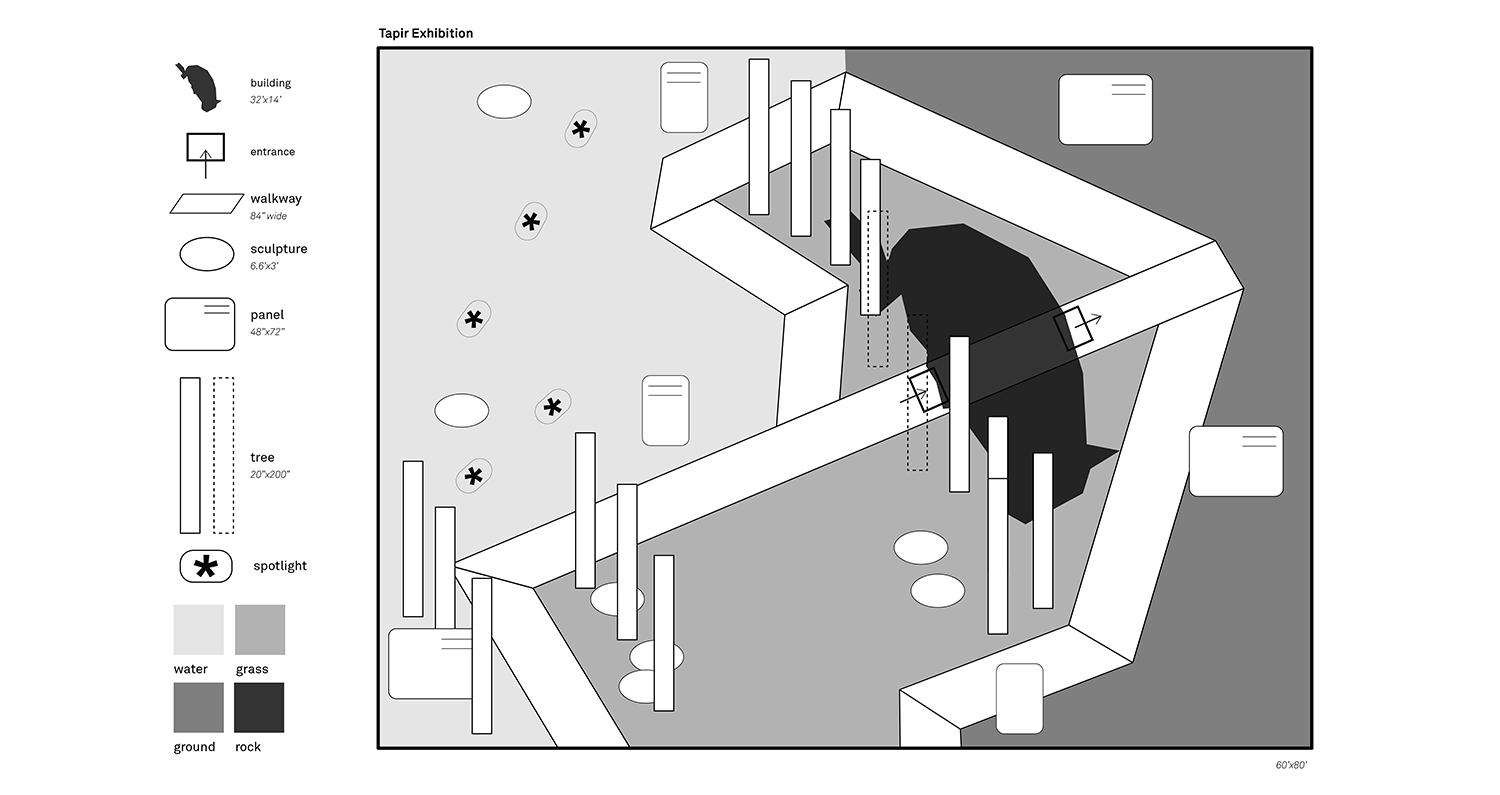 Tapir Exhibition
building
32'x14'
entrance
walkway
84" wide
sculpture
6.6'x3'
panel
48"x72"
tree
20"x200"
spotlight
water
grass
ground
rock
60'x80'